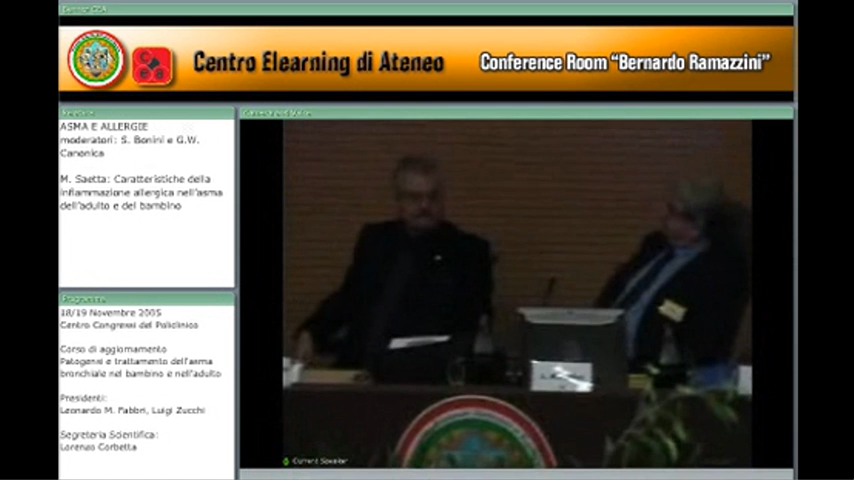 Centro Elearning di Ateneo
Conference Room "Bernardo Ramazzini"
ASMA E ALLERGIE
moderatori: S. Bonini e G.W.
Canonica
M. Saetta: Caratteristiche della
infiammazione allergica nell'asma
dell'adulto e del bambino
Programma
18/19 Novembre 2005
Centro Congressi del Policlinico
Corso di aggiornamento
Patogensi e trattamento dell'asma
bronchiale nel bambino e nell'adulto
Presidenti:
Leonardo M. Fabbri, Luigi Zucchi
Segreteria Scientifica:
Lorenzo Corbetta
Current Speaker